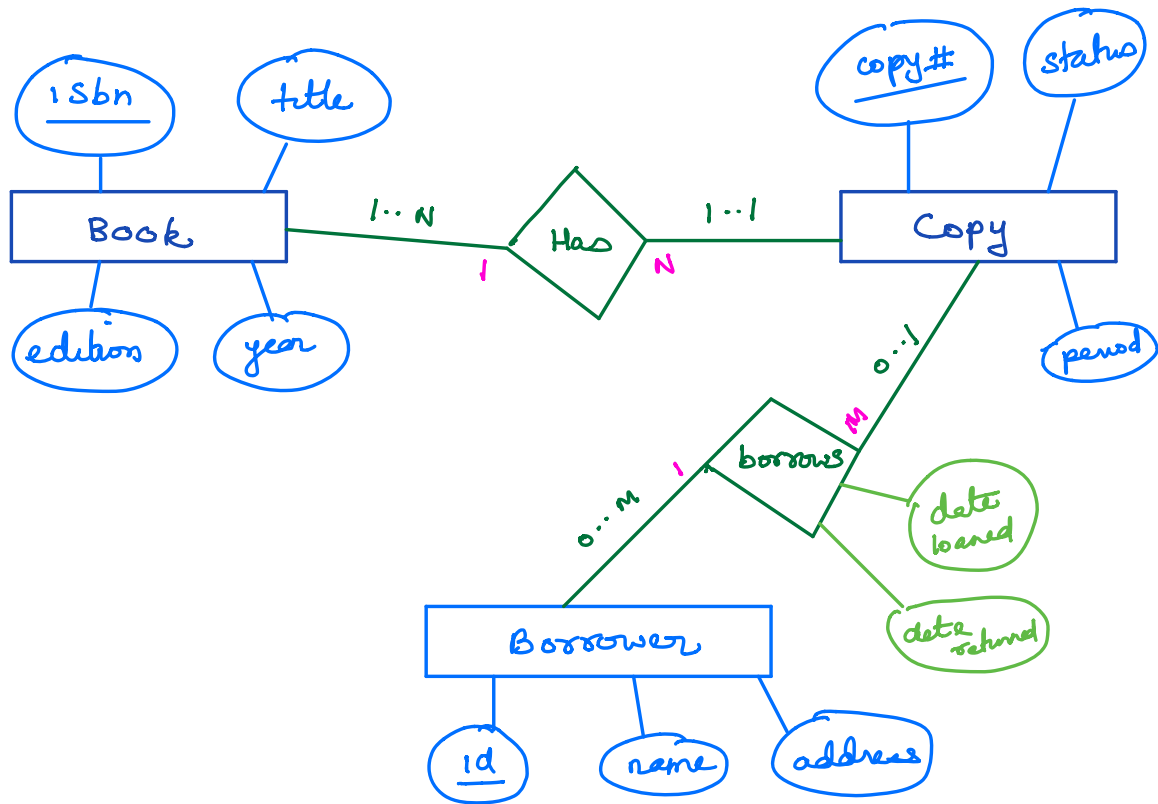 isbn
title
copy#
status
Book
1..N
Has
1...1
Copy
1
N
edition
year
0...1
period
M
borrows
1
0...M
date
loaned
Borrower
date
returned
id
name
address